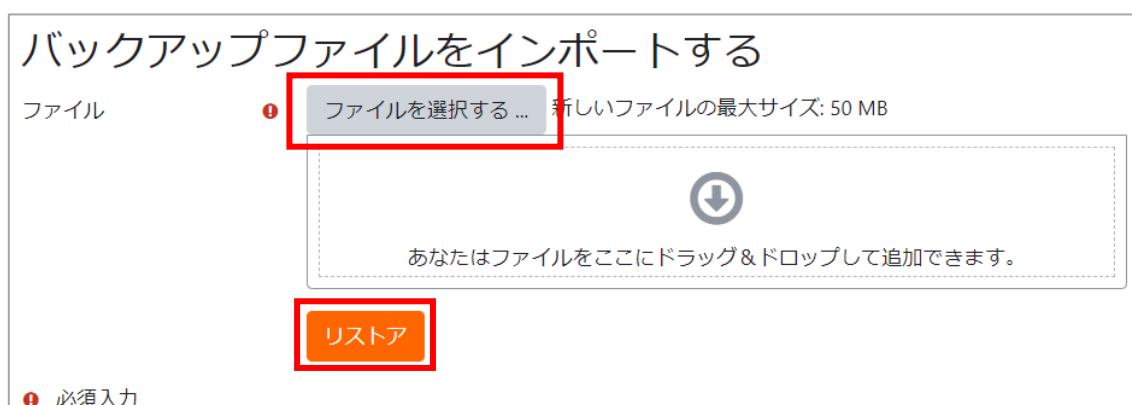 バックアップファイルをインポートする
ファイル
ファイルを選択する ... 新しいファイルの最大サイズ: 50 MB
あなたはファイルをここにドラッグ＆ドロップして追加できます。
リストア
必須入力